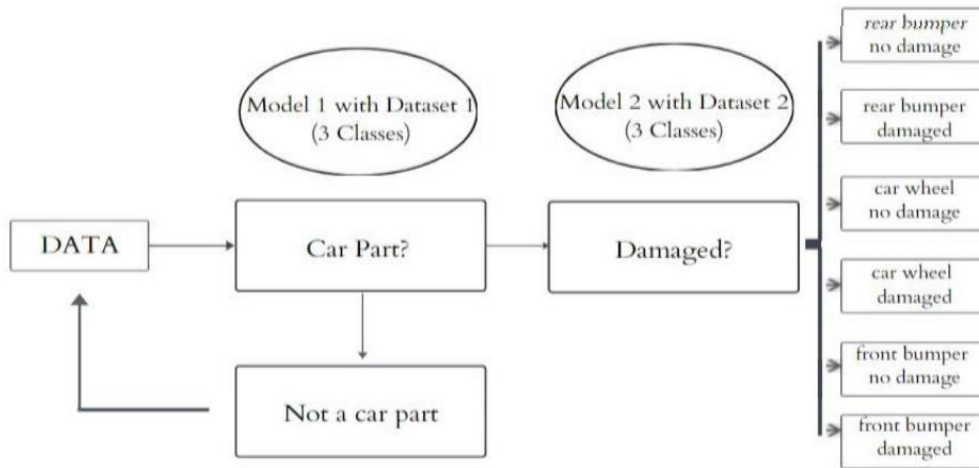 Model 1 with Dataset 1
(3 Classes)
Model 2 with Dataset 2
(3 Classes)
DATA
Car Part?
Damaged?
Not a car part
rear bumper
no damage
rear bumper
damaged
car wheel
no damage
car wheel
damaged
front bumper
no damage
front bumper
damaged